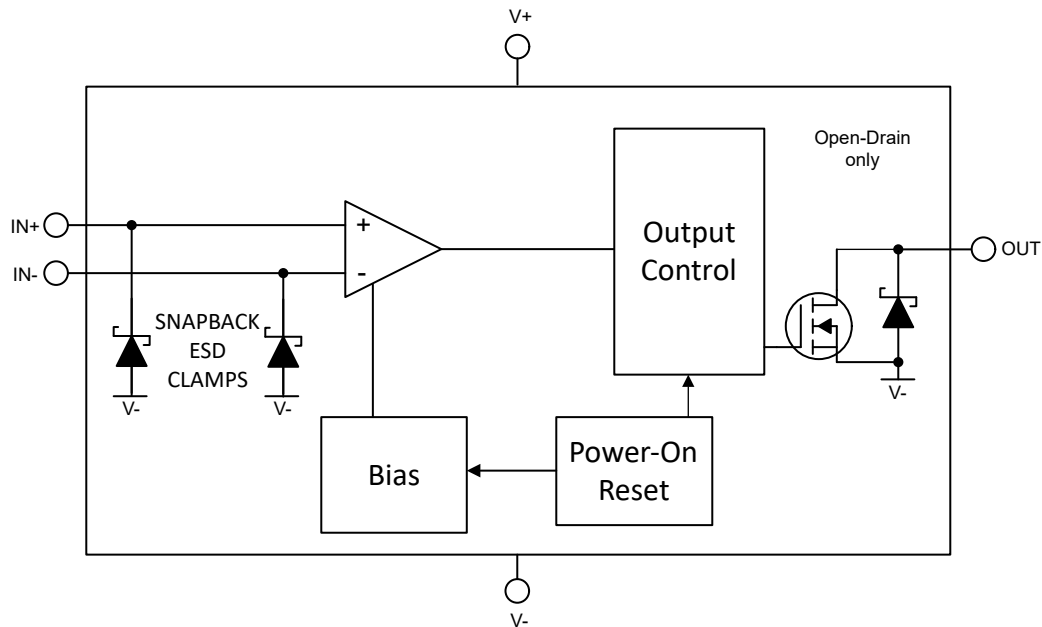 V+
Open-Drain
only
IN+
+
Output
Control
OUT
IN-
-
SNAPBACK
ESD
CLAMPS
V-
V-
V-
Bias
Power-On
Reset
V-